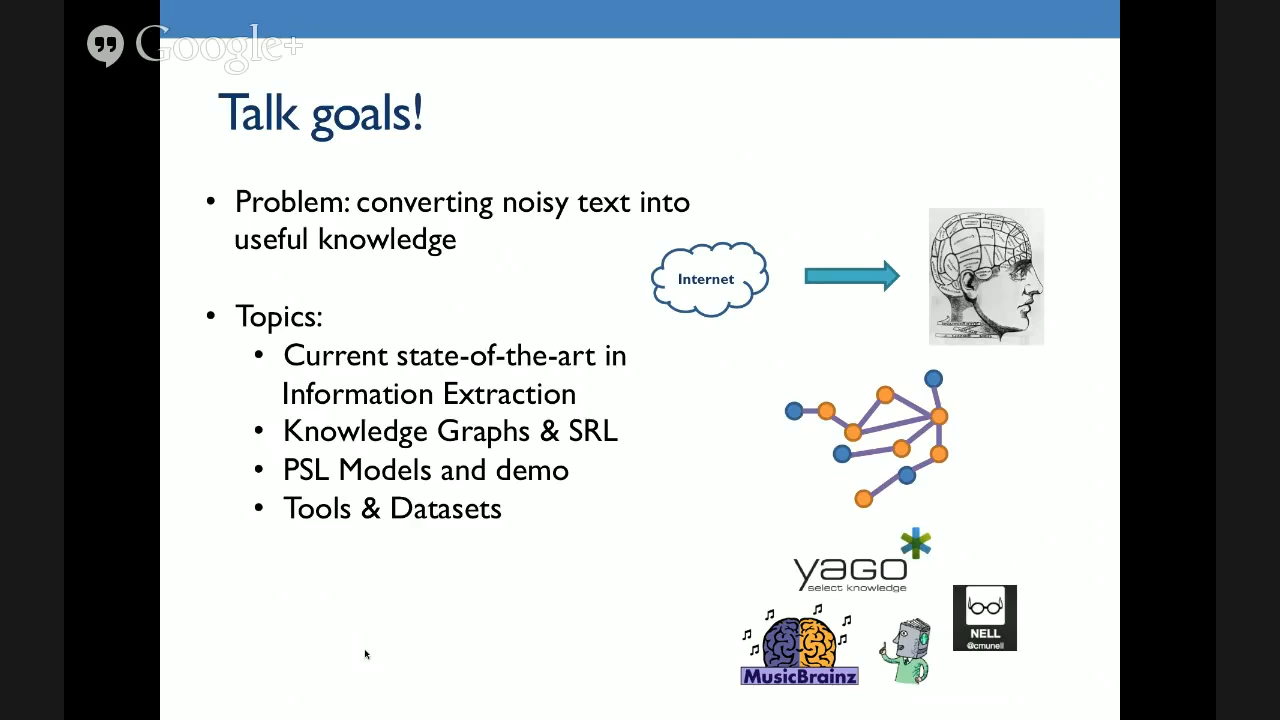 Google+
Talk goals!
• Problem: converting noisy text into
useful knowledge
Internet
• Topics:
• Current state-of-the-art in
Information Extraction
• Knowledge Graphs & SRL
• PSL Models and demo
• Tools & Datasets
yago
select knowledge
NELL
@cmunell
MusicBrainz